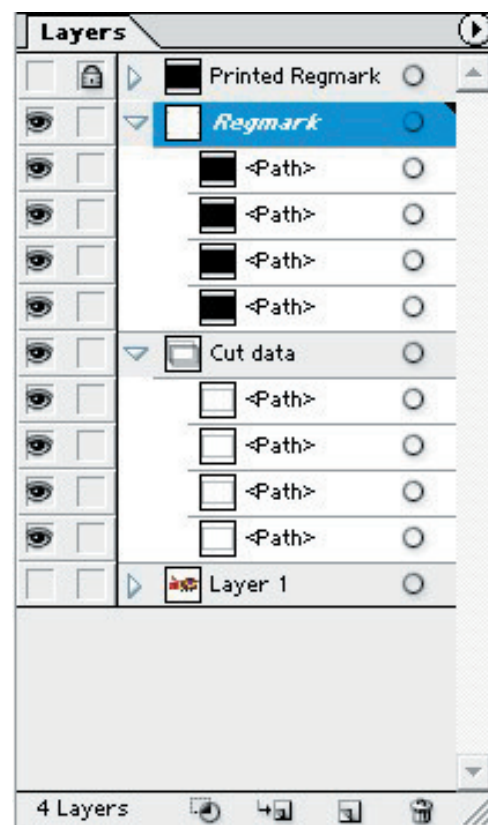 Layers
Printed Regmark
Regmark
<Path>
<Path>
<Path>
<Path>
Cut data
<Path>
<Path>
<Path>
<Path>
Layer 1
4 Layers